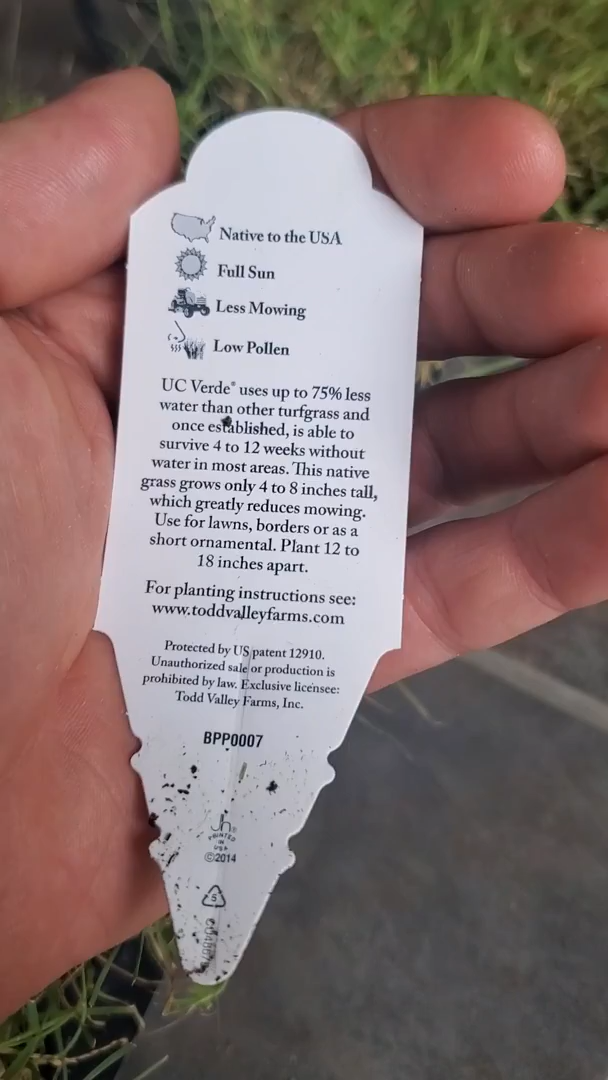 Native to the USA
Full Sun
Less Mowing
Low Pollen
UC Verde® uses up to 75% less
water than other turfgrass and
once established, is able to
survive 4 to 12 weeks without
water in most areas. This native
grass grows only 4 to 8 inches tall,
which greatly reduces mowing.
Use for lawns, borders or as a
short ornamental. Plant 12 to
18 inches apart.
For planting instructions see:
www.toddvalleyfarms.com
Protected by US patent 12910.
Unauthorized sale or production is
prohibited by law. Exclusive licensee:
Todd Valley Farms, Inc.
BPP0007
Jh®
PRINTED
IN
USA
©2014
5